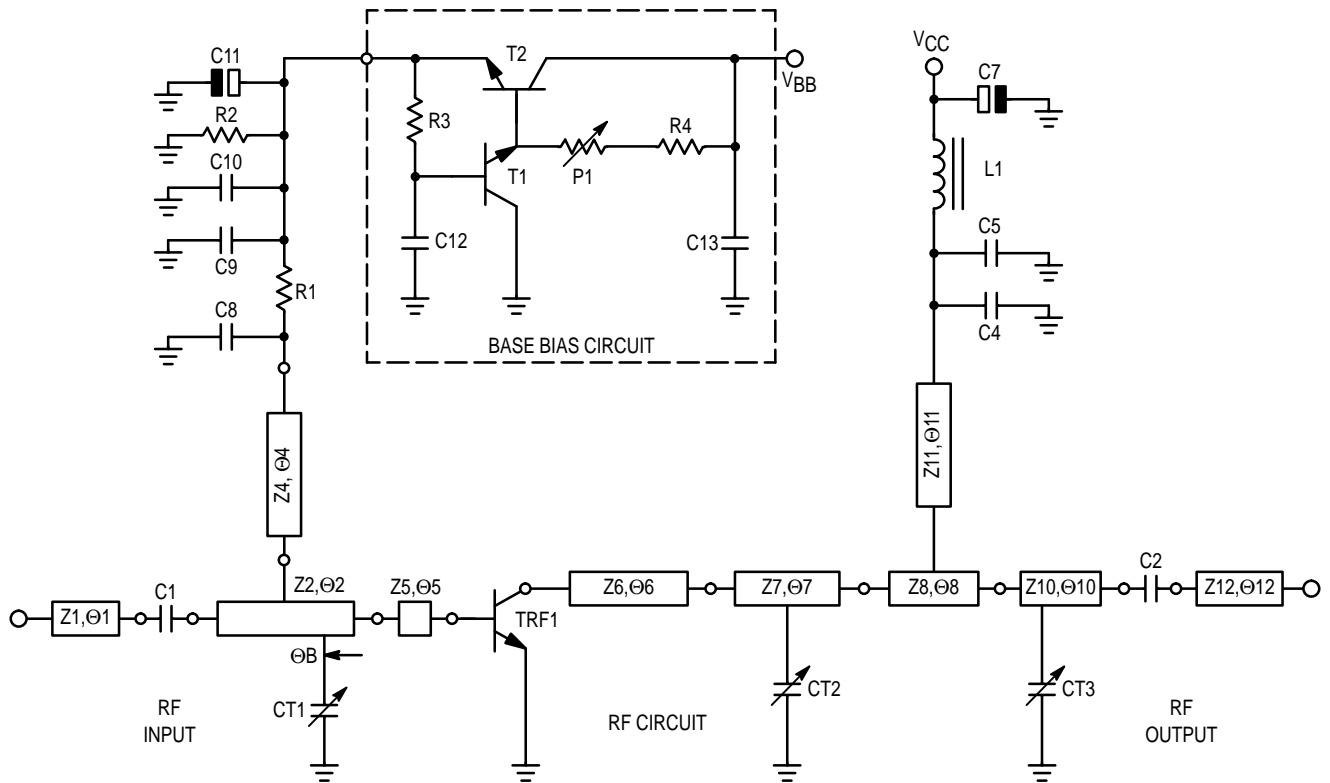 C11
T2
VCC
C7
VBB
R2
R3
R4
C10
T1
P1
L1
C12
C13
C5
C9
R1
C8
C4
BASE BIAS CIRCUIT
Z4, Θ4
Z11,Θ11
C1
Z2,Θ2
Z5,Θ5
Z6,Θ6
Z7,Θ7
Z8,Θ8
Z10,Θ10
C2
Z12,Θ12
Z1,Θ1
TRF1
ΘB
CT1
CT2
CT3
RF
INPUT
RF CIRCUIT
RF
OUTPUT